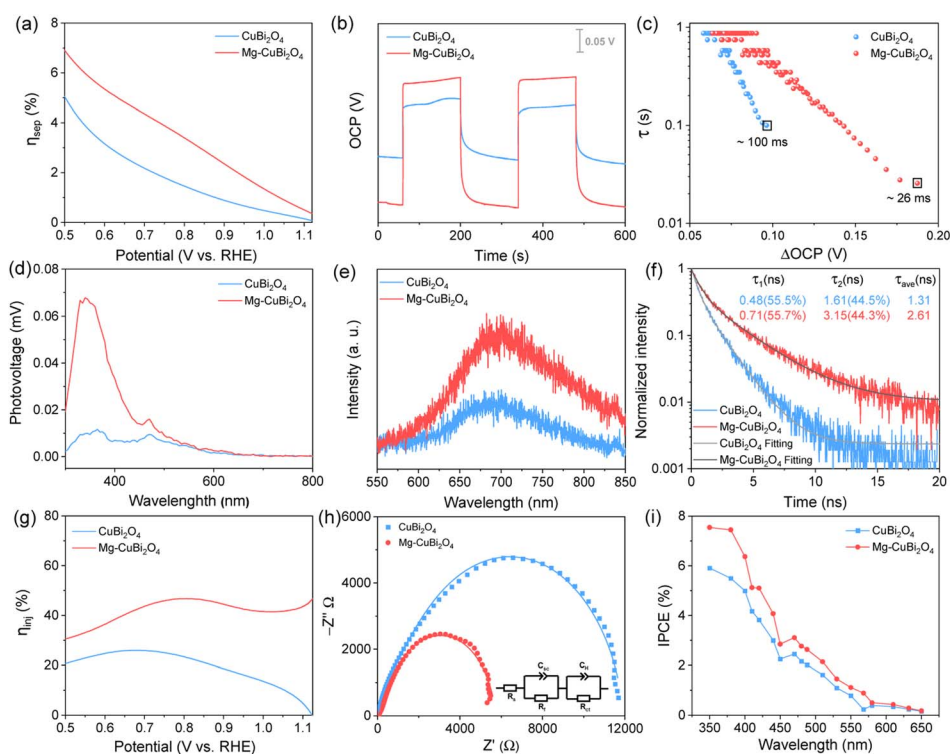 (a)
8
6
4
2
0
η_sep (%)
CuBi₂O₄
Mg-CuBi₂O₄
0.5 0.6 0.7 0.8 0.9 1.0 1.1
Potential (V vs. RHE)
(b)
0.05 V
OCP (V)
CuBi₂O₄
Mg-CuBi₂O₄
0 200 400 600
Time (s)
(c)
1
0.1
0.01
τ (s)
CuBi₂O₄
Mg-CuBi₂O₄
~ 100 ms
~ 26 ms
0.05 0.10 0.15 0.20
ΔOCP (V)
(d)
0.08
0.06
0.04
0.02
0.00
Photovoltage (mV)
CuBi₂O₄
Mg-CuBi₂O₄
400 600 800
Wavelenghth (nm)
(e)
Intensity (a. u.)
CuBi₂O₄
Mg-CuBi₂O₄
550 600 650 700 750 800 850
Wavelength (nm)
(f)
1
0.1
0.01
0.001
Normalized intensity
τ₁(ns) τ₂(ns) τ_ave(ns)
0.48(55.5%) 1.61(44.5%) 1.31
0.71(55.7%) 3.15(44.3%) 2.61
CuBi₂O₄
Mg-CuBi₂O₄
CuBi₂O₄ Fitting
Mg-CuBi₂O₄ Fitting
0 5 10 15 20
Time (ns)
(g)
80
60
40
20
0
η_inj (%)
CuBi₂O₄
Mg-CuBi₂O₄
0.5 0.6 0.7 0.8 0.9 1.0 1.1
Potential (V vs. RHE)
(h)
6000
4000
2000
0
-Z'' Ω
CuBi₂O₄
Mg-CuBi₂O₄
C_sc C_H
R_s R_t R_ct
0 2000 4000 6000 8000 10000 12000
Z' (Ω)
(i)
8
6
4
2
0
IPCE (%)
CuBi₂O₄
Mg-CuBi₂O₄
350 400 450 500 550 600 650
Wavelength (nm)